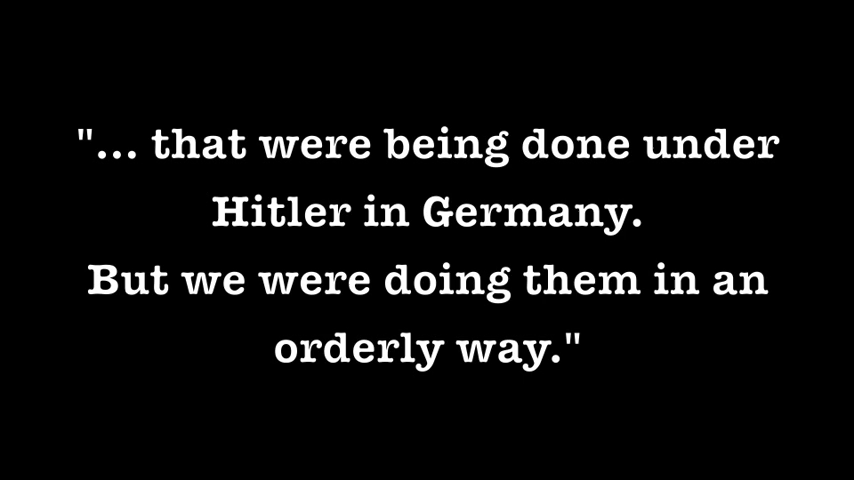 "... that were being done under
Hitler in Germany.
But we were doing them in an
orderly way."